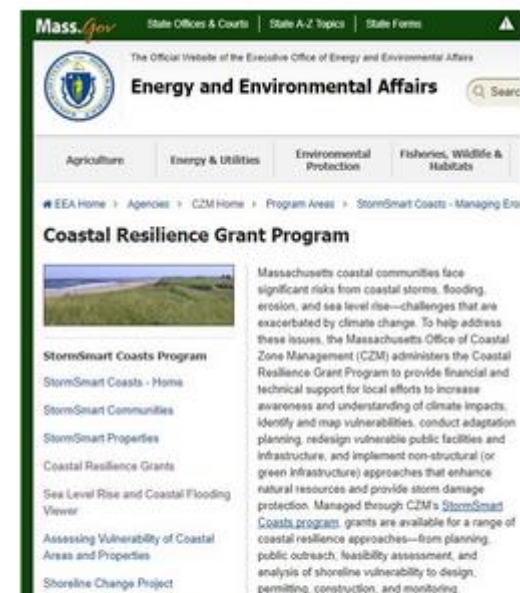 Mass.Gov State Offices & Courts State A-Z Topics State Forms
The Official Website of the Executive Office of Energy and Environmental Affairs
Energy and Environmental Affairs
Searc
Agriculture Energy & Utilities Environmental Protection Fisheries, Wildlife & Habitats
EEA Home > Agencies > CZM Home > Program Areas > StormSmart Coasts - Managing Ero
Coastal Resilience Grant Program
StormSmart Coasts Program
StormSmart Coasts - Home
StormSmart Communities
StormSmart Properties
Coastal Resilience Grants
Sea Level Rise and Coastal Flooding
Viewer
Assessing Vulnerability of Coastal
Areas and Properties
Shoreline Change Project
Massachusetts coastal communities face
significant risks from coastal storms, flooding,
erosion, and sea level rise—challenges that are
exacerbated by climate change. To help address
these issues, the Massachusetts Office of Coastal
Zone Management (CZM) administers the Coastal
Resilience Grant Program to provide financial and
technical support for local efforts to increase
awareness and understanding of climate impacts,
identify and map vulnerabilities, conduct adaptation
planning, redesign vulnerable public facilities and
infrastructure, and implement non-structural (or
green infrastructure) approaches that enhance
natural resources and provide storm damage
protection. Managed through CZM's StormSmart
Coasts program, grants are available for a range of
coastal resilience approaches—from planning,
public outreach, feasibility assessment, and
analysis of shoreline vulnerability to design,
permitting, construction, and monitoring.